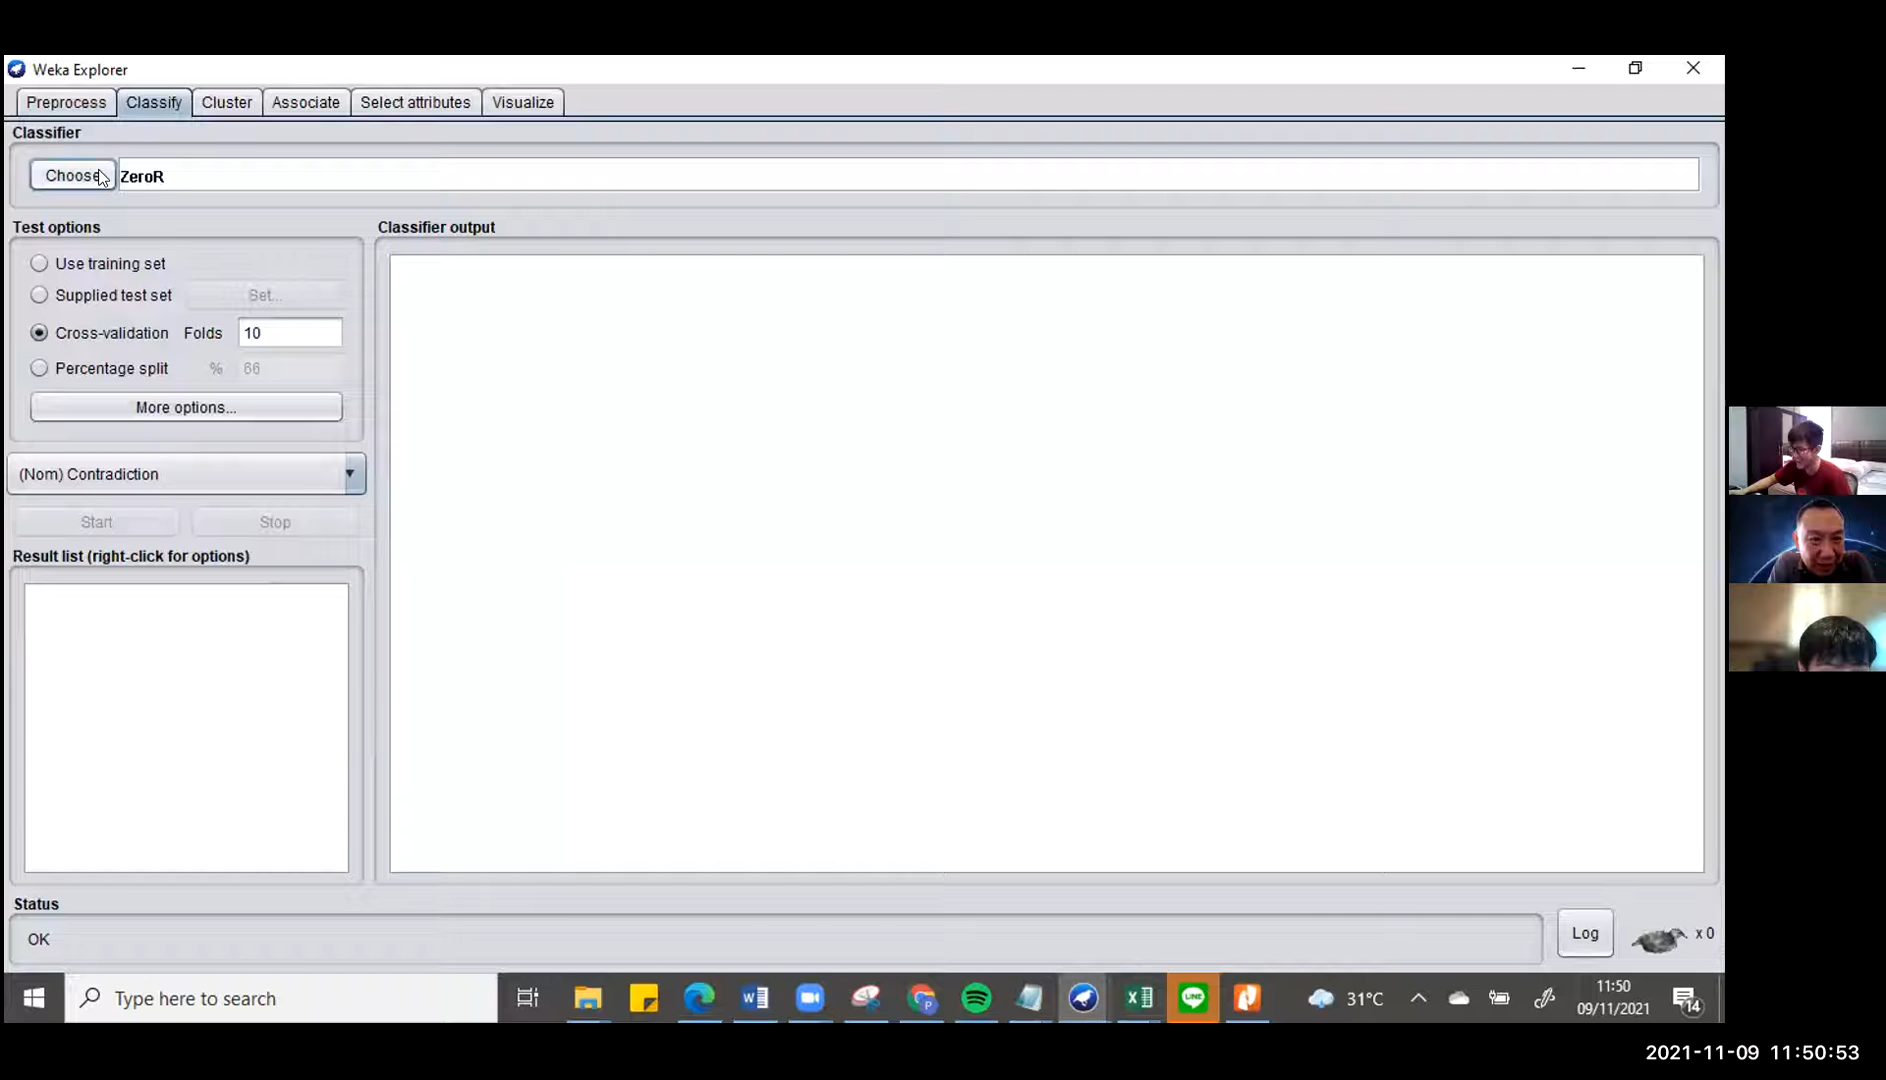 Weka Explorer
Preprocess Classify Cluster Associate Select attributes Visualize
Classifier
Choose ZeroR
Test options
Classifier output
Use training set
Supplied test set Set...
Cross-validation Folds 10
Percentage split % 66
More options...
(Nom) Contradiction
Start Stop
Result list (right-click for options)
Status
OK
Log
x 0
Type here to search
LINE
31°C
11:50
09/11/2021
14
2021-11-09 11:50:53